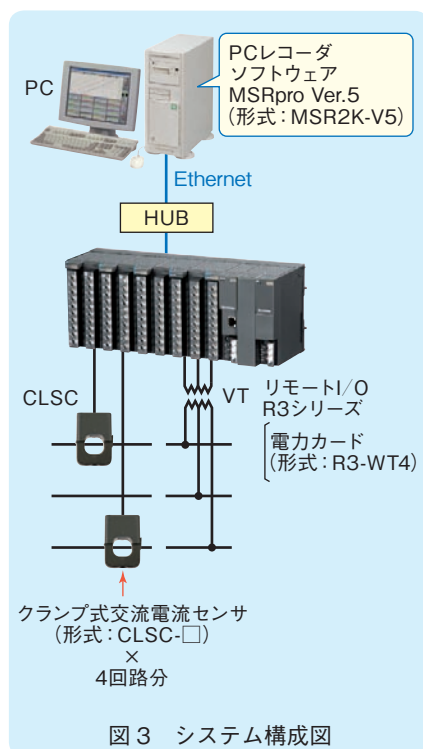 PC
PCレコーダ
ソフトウェア
MSRpro Ver.5
(形式：MSR2K-V5)
Ethernet
HUB
CLSC
VT
リモートI/O
R3シリーズ
電力カード
(形式：R3-WT4)
クランプ式交流電流センサ
(形式：CLSC-□)
×
4回路分
図3 システム構成図